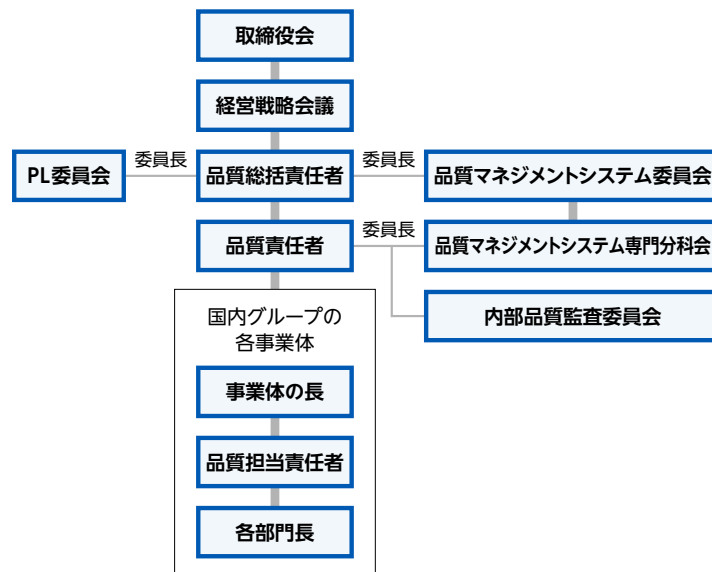 取締役会
経営戦略会議
PL委員会
委員長
品質総括責任者
委員長
品質マネジメントシステム委員会
品質責任者
委員長
品質マネジメントシステム専門分科会
内部品質監査委員会
国内グループの
各事業体
事業体の長
品質担当責任者
各部門長